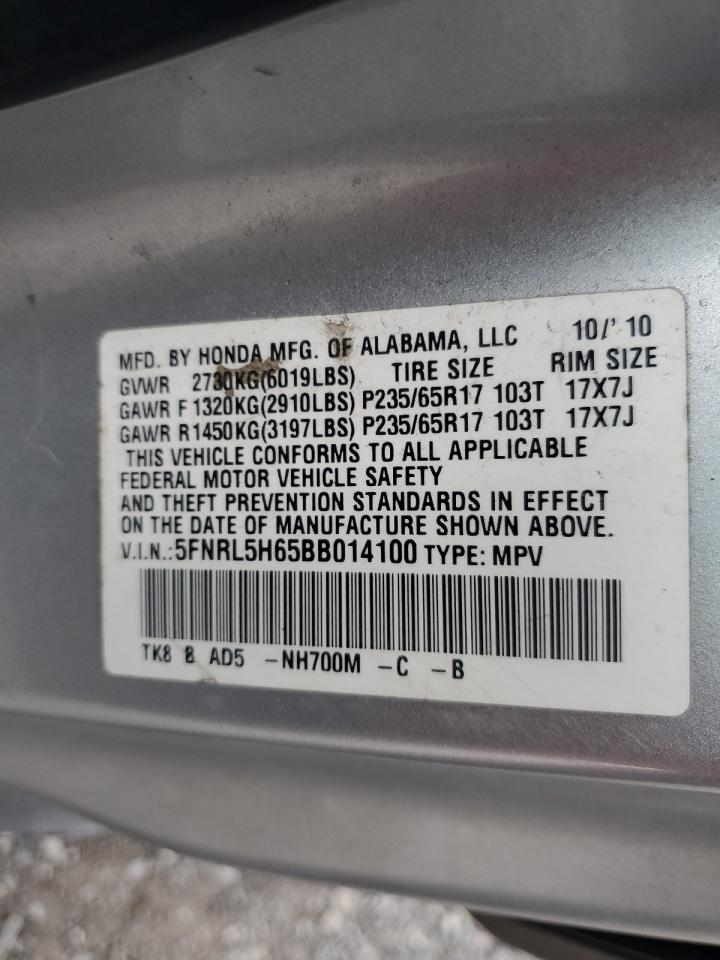 MFD. BY HONDA MFG. OF ALABAMA, LLC 10/'10
GVWR 2730KG(6019LBS) TIRE SIZE RIM SIZE
GAWR F 1320KG(2910LBS) P235/65R17 103T 17X7J
GAWR R1450KG(3197LBS) P235/65R17 103T 17X7J
THIS VEHICLE CONFORMS TO ALL APPLICABLE
FEDERAL MOTOR VEHICLE SAFETY
AND THEFT PREVENTION STANDARDS IN EFFECT
ON THE DATE OF MANUFACTURE SHOWN ABOVE.
V.I.N.: 5FNRL5H65BB014100 TYPE: MPV
TK8 B AD5 -NH700M -C -B